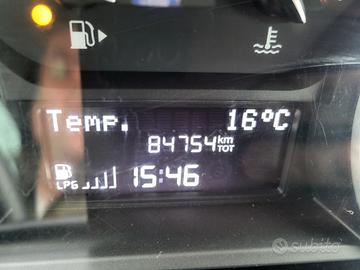 Temp. 16°C
84754 km TOT
LPG 15:46
subito